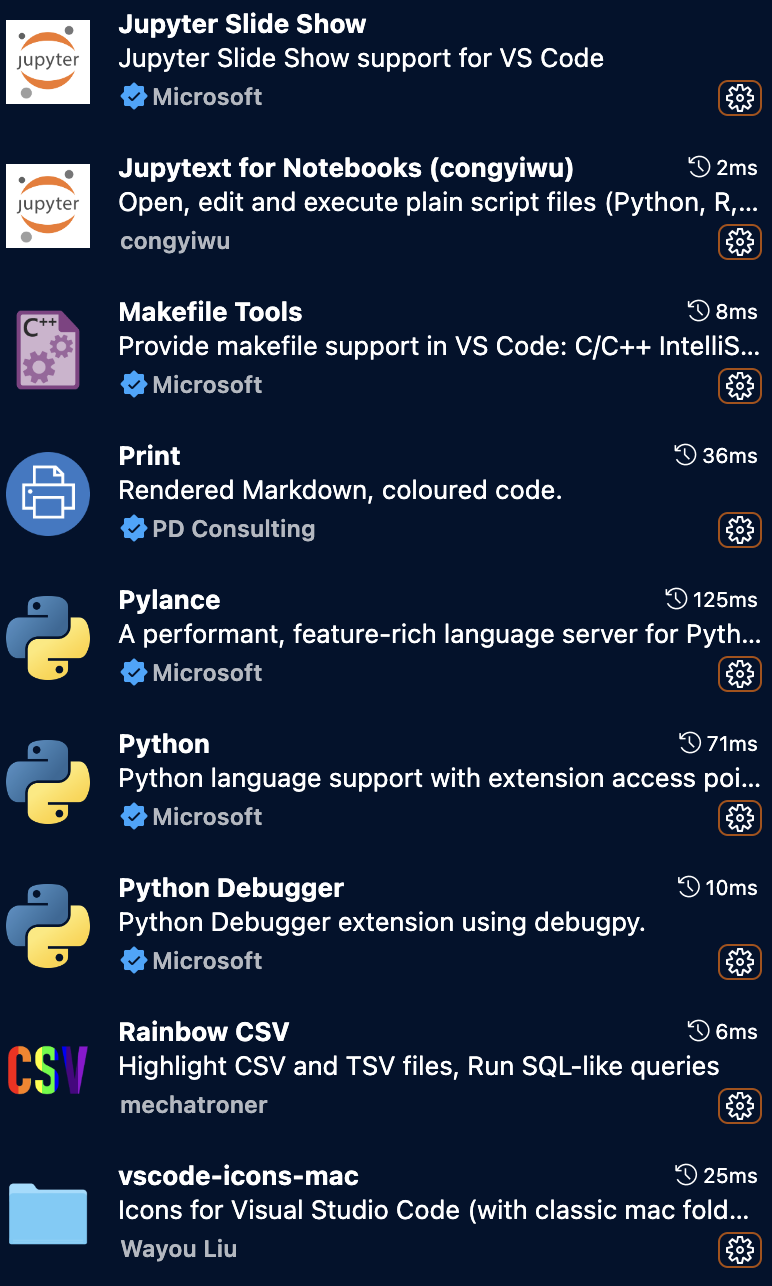 jupyter
Jupyter Slide Show
Jupyter Slide Show support for VS Code
Microsoft
jupyter
Jupytext for Notebooks (congyiwu) 2ms
Open, edit and execute plain script files (Python, R,...
congyiwu
C++
Makefile Tools 8ms
Provide makefile support in VS Code: C/C++ IntelliS...
Microsoft
Print 36ms
Rendered Markdown, coloured code.
PD Consulting
Pylance 125ms
A performant, feature-rich language server for Pyth...
Microsoft
Python 71ms
Python language support with extension access poi...
Microsoft
Python Debugger 10ms
Python Debugger extension using debugpy.
Microsoft
CSV
Rainbow CSV 6ms
Highlight CSV and TSV files, Run SQL-like queries
mechatroner
vscode-icons-mac 25ms
Icons for Visual Studio Code (with classic mac fold...
Wayou Liu